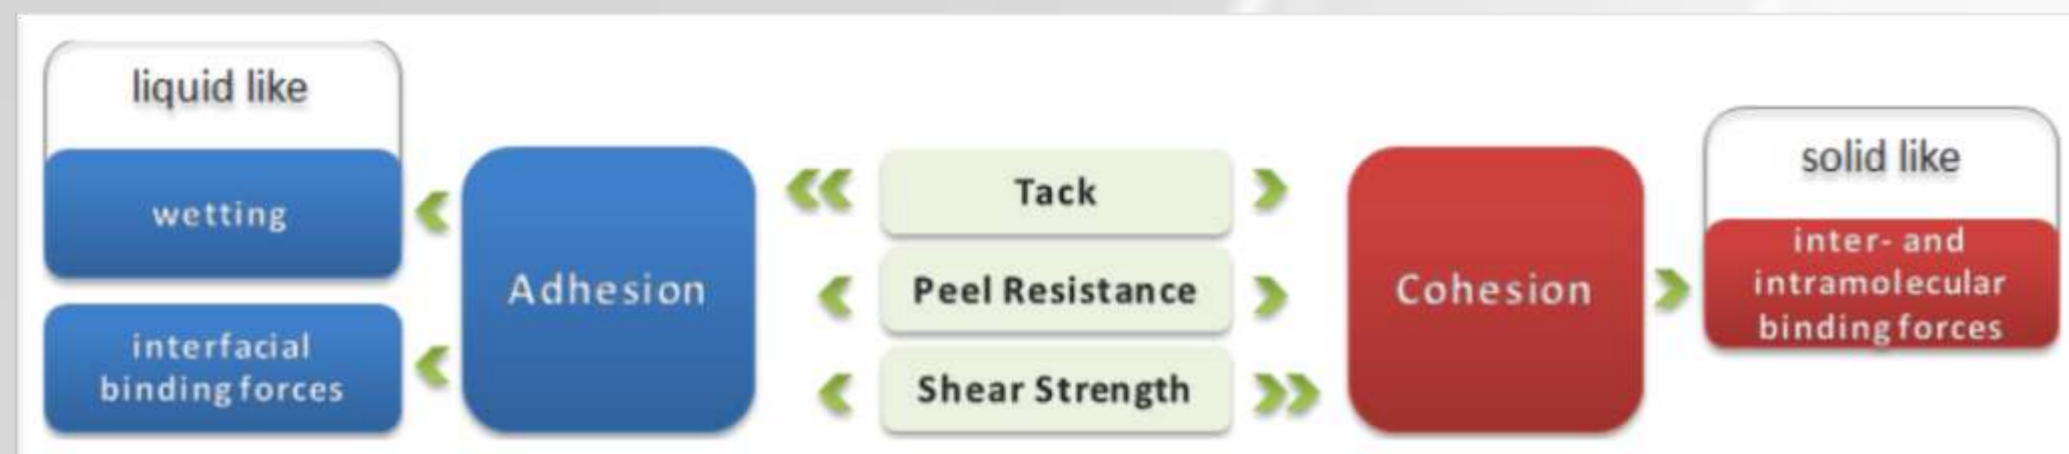 liquid like
wetting
interfacial
binding forces
Adhesion
Tack
Peel Resistance
Shear Strength
Cohesion
solid like
inter- and
intramolecular
binding forces